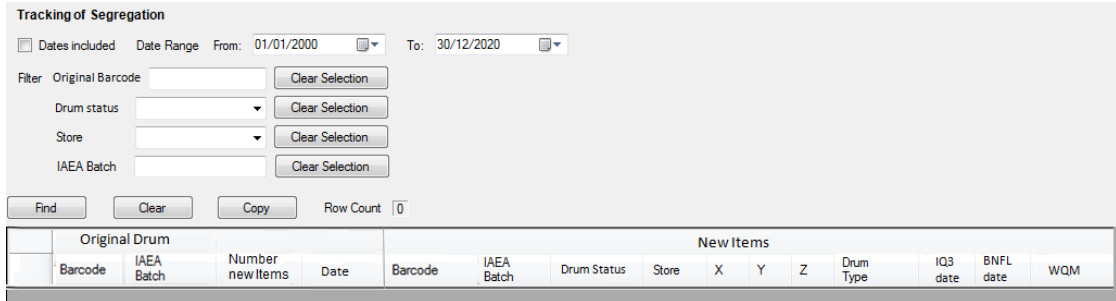 Tracking of Segregation
Dates included Date Range From: 01/01/2000 To: 30/12/2020
Filter Original Barcode Clear Selection
Drum status Clear Selection
Store Clear Selection
IAEA Batch Clear Selection
Find Clear Copy Row Count 0
Original Drum New Items
Barcode IAEA Batch Number new Items Date Barcode IAEA Batch Drum Status Store X Y Z Drum Type IQ3 date BNFL date WQM